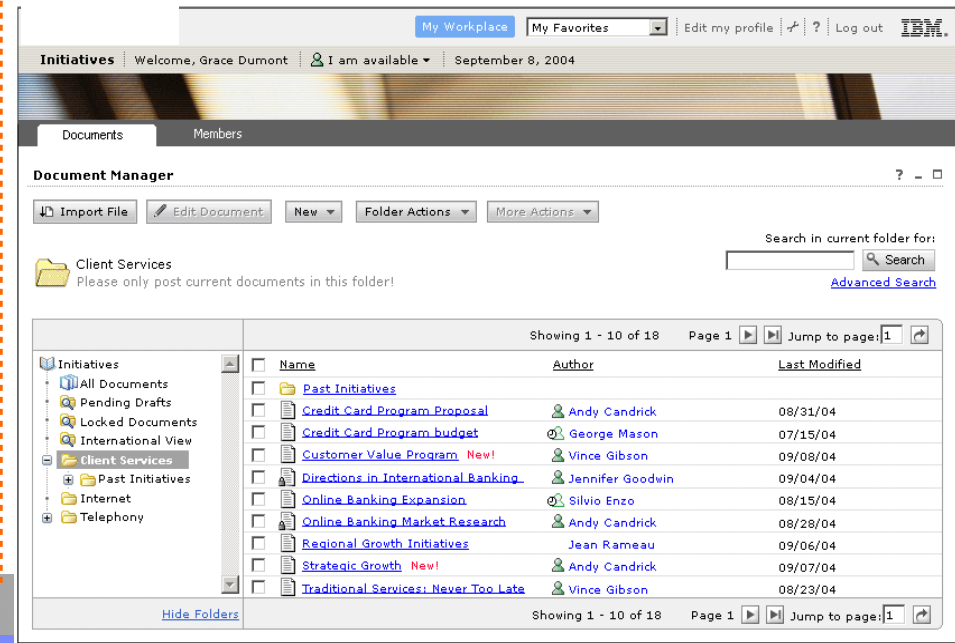 My Workplace My Favorites Edit my profile ? Log out IBM.
Initiatives Welcome, Grace Dumont I am available September 8, 2004
Documents Members
Document Manager ?
Import File Edit Document New Folder Actions More Actions
Search in current folder for:
Search
Advanced Search
Client Services
Please only post current documents in this folder!
Showing 1 - 10 of 18 Page 1 Jump to page: 1
Initiatives
All Documents
Pending Drafts
Locked Documents
International View
Client Services
Past Initiatives
Internet
Telephony
Hide Folders
Name Author Last Modified
Past Initiatives
Credit Card Program Proposal Andy Candrick 08/31/04
Credit Card Program budget George Mason 07/15/04
Customer Value Program New! Vince Gibson 09/08/04
Directions in International Banking Jennifer Goodwin 09/04/04
Online Banking Expansion Silvio Enzo 08/15/04
Online Banking Market Research Andy Candrick 08/28/04
Regional Growth Initiatives Jean Rameau 09/06/04
Strategic Growth New! Andy Candrick 09/07/04
Traditional Services: Never Too Late Vince Gibson 08/23/04
Showing 1 - 10 of 18 Page 1 Jump to page: 1